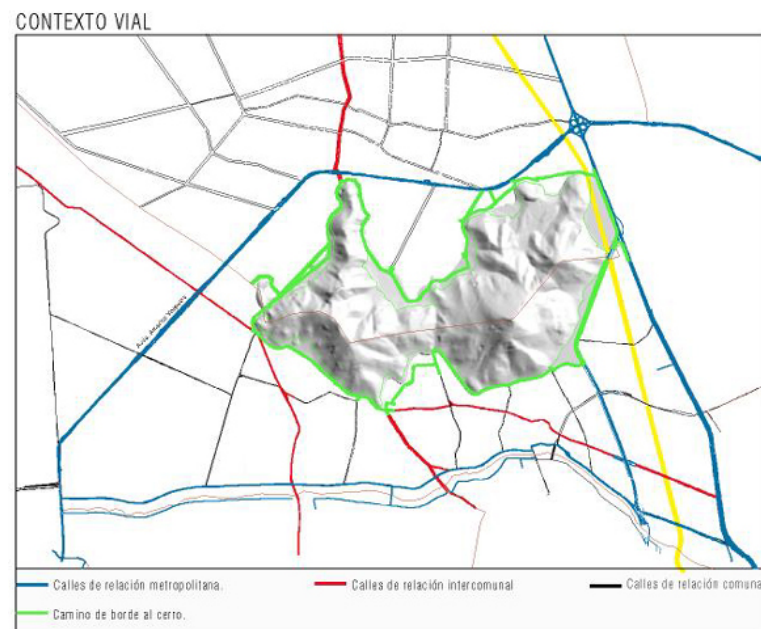 CONTEXTO VIAL
Calles de relación metropolitana.
Calles de relación intercomunal
Calles de relación comuna
Camino de borde al cerro.